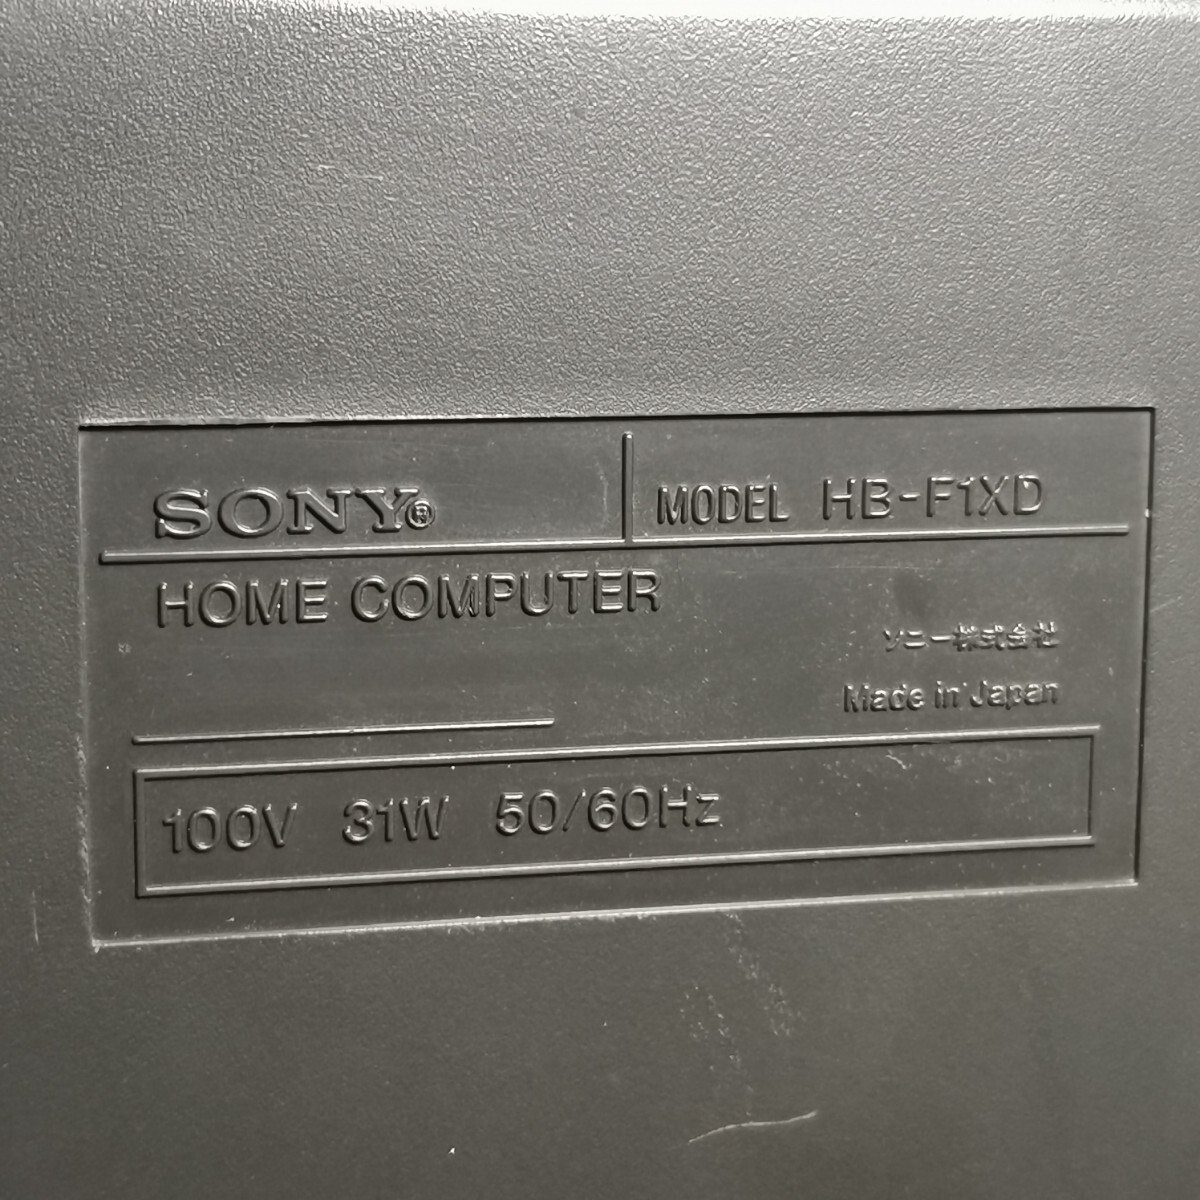 SONY®
MODEL HB-F1XD
HOME COMPUTER
ソニー株式会社
Made in Japan
100V 31W 50/60Hz